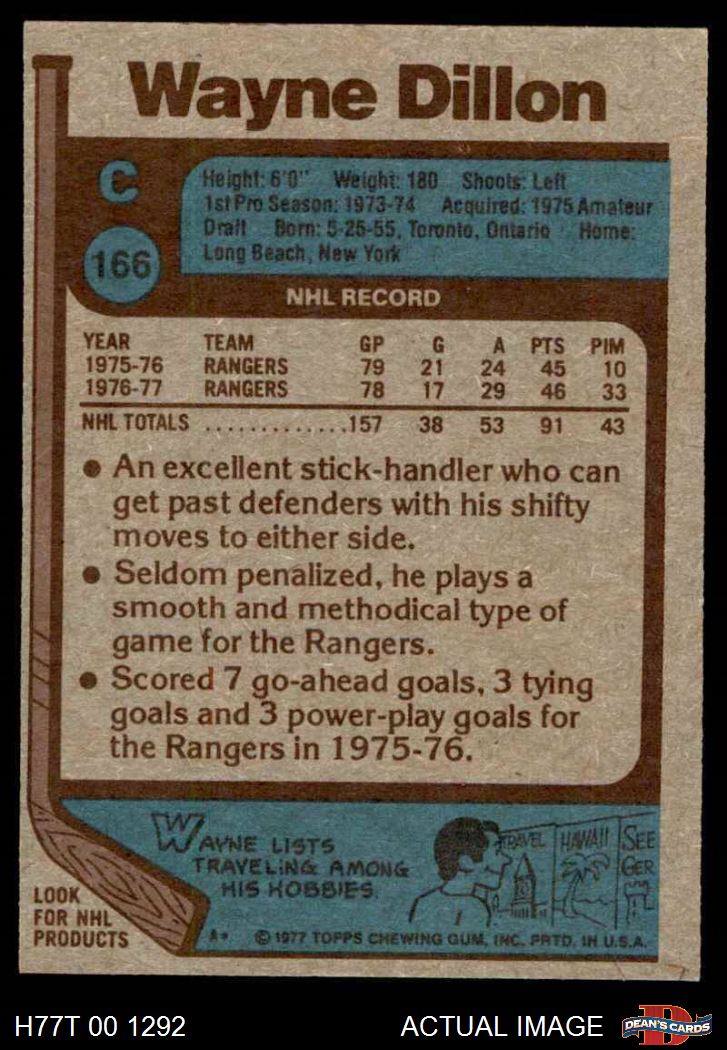 Wayne Dillon
C
166
Height: 6'0" Weight: 180 Shoots: Left
1st Pro Season: 1973-74 Acquired: 1975 Amateur
Draft Born: 5-25-55, Toronto, Ontario Home:
Long Beach, New York
NHL RECORD
YEAR TEAM GP G A PTS PIM
1975-76 RANGERS 79 21 24 45 10
1976-77 RANGERS 78 17 29 46 33
NHL TOTALS .............157 38 53 91 43
● An excellent stick-handler who can
get past defenders with his shifty
moves to either side.
● Seldom penalized, he plays a
smooth and methodical type of
game for the Rangers.
● Scored 7 go-ahead goals, 3 tying
goals and 3 power-play goals for
the Rangers in 1975-76.
WAYNE LISTS
TRAVELING AMONG
HIS HOBBIES.
TRAVEL HAWAII SEE
GER
LOOK
FOR NHL
PRODUCTS
A* © 1977 TOPPS CHEWING GUM, INC. PRTD. IN U.S.A.
H77T 00 1292 ACTUAL IMAGE
D
DEAN'S CARDS